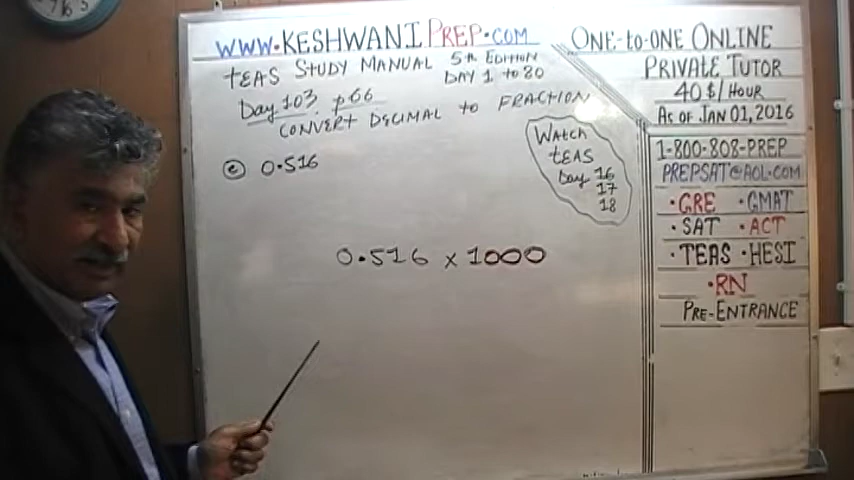 WWW.KESHWANIPREP.COM
TEAS STUDY MANUAL 5th EDITION
DAY 1 TO 80
Day 103, p66
CONVERT DECIMAL to FRACTION
e 0.516
Watch
tEAS
Day 16
17
18
0.516 x 1000
ONE-to-ONE ONLINE
PRIVATE TUTOR
40$/HOUR
As of JAN 01, 2016
1-800-808-PREP
PREPSAT@AOL.COM
• GRE • GMAT
• SAT • ACT
• TEAS • HESI
• RN
PRE-ENTRANCE